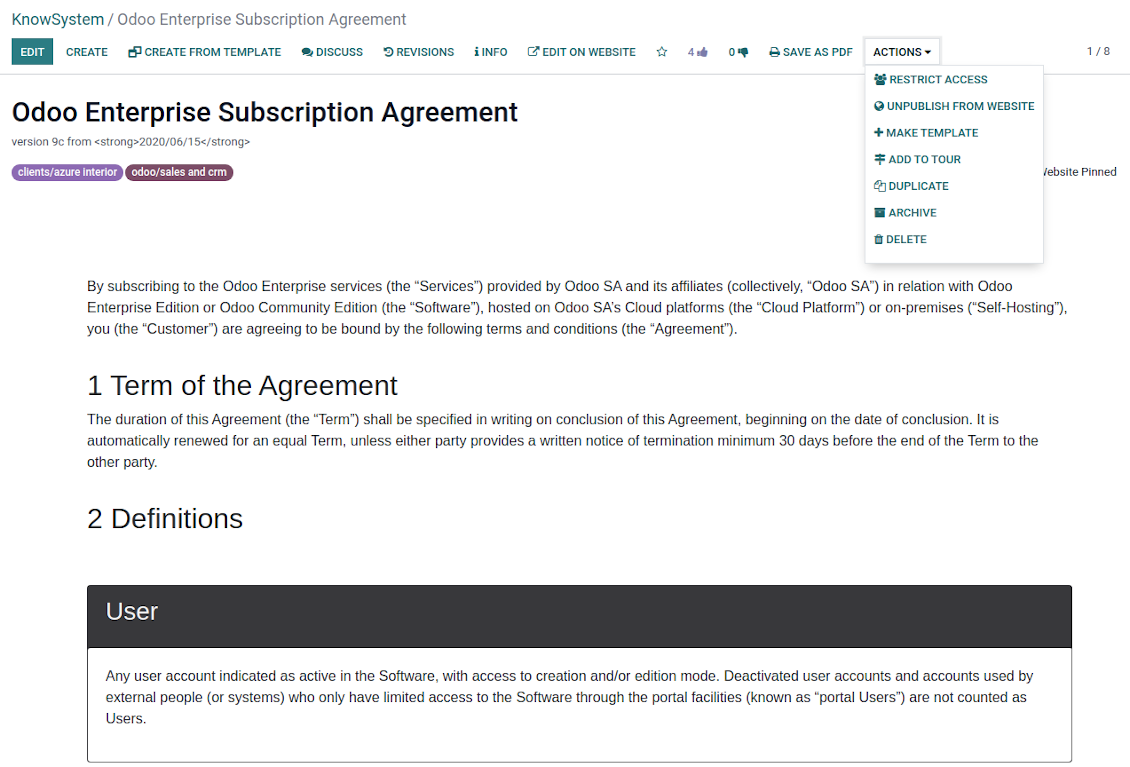 KnowSystem / Odoo Enterprise Subscription Agreement
EDIT CREATE CREATE FROM TEMPLATE DISCUSS REVISIONS INFO EDIT ON WEBSITE 4 0 SAVE AS PDF ACTIONS 1 / 8
RESTRICT ACCESS
UNPUBLISH FROM WEBSITE
MAKE TEMPLATE
ADD TO TOUR
DUPLICATE
ARCHIVE
DELETE
Odoo Enterprise Subscription Agreement
version 9c from <strong>2020/06/15</strong>
clients/azure interior odoo/sales and crm
Pinned
By subscribing to the Odoo Enterprise services (the “Services”) provided by Odoo SA and its affiliates (collectively, “Odoo SA”) in relation with Odoo
Enterprise Edition or Odoo Community Edition (the “Software”), hosted on Odoo SA’s Cloud platforms (the “Cloud Platform”) or on-premises (“Self-Hosting”),
you (the “Customer”) are agreeing to be bound by the following terms and conditions (the “Agreement”).
1 Term of the Agreement
The duration of this Agreement (the “Term”) shall be specified in writing on conclusion of this Agreement, beginning on the date of conclusion. It is
automatically renewed for an equal Term, unless either party provides a written notice of termination minimum 30 days before the end of the Term to the
other party.
2 Definitions
User
Any user account indicated as active in the Software, with access to creation and/or edition mode. Deactivated user accounts and accounts used by
external people (or systems) who only have limited access to the Software through the portal facilities (known as “portal Users”) are not counted as
Users.